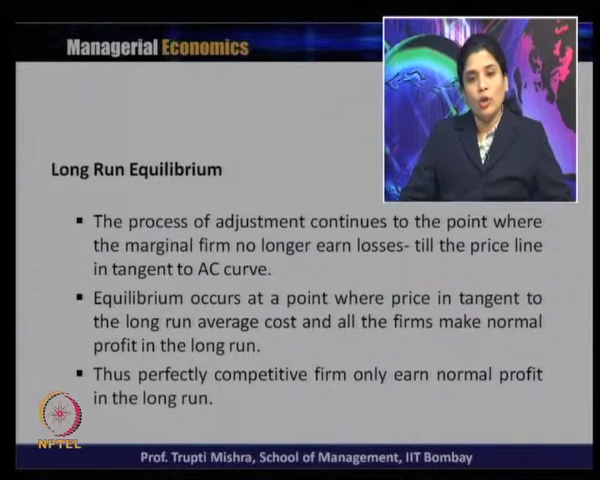 Managerial Economics
Long Run Equilibrium
▪ The process of adjustment continues to the point where
the marginal firm no longer earn losses- till the price line
in tangent to AC curve.
▪ Equilibrium occurs at a point where price in tangent to
the long run average cost and all the firms make normal
profit in the long run.
▪ Thus perfectly competitive firm only earn normal profit
in the long run.
NPTEL
Prof. Trupti Mishra, School of Management, IIT Bombay